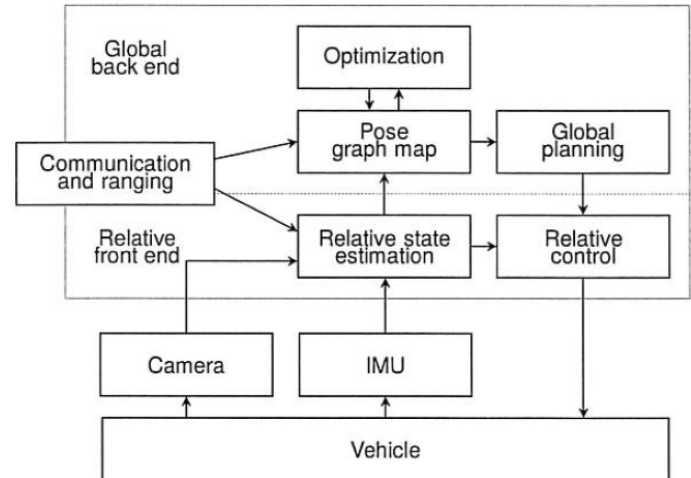 Global
back end
Optimization
Pose
graph map
Global
planning
Communication
and ranging
Relative
front end
Relative state
estimation
Relative
control
Camera
IMU
Vehicle